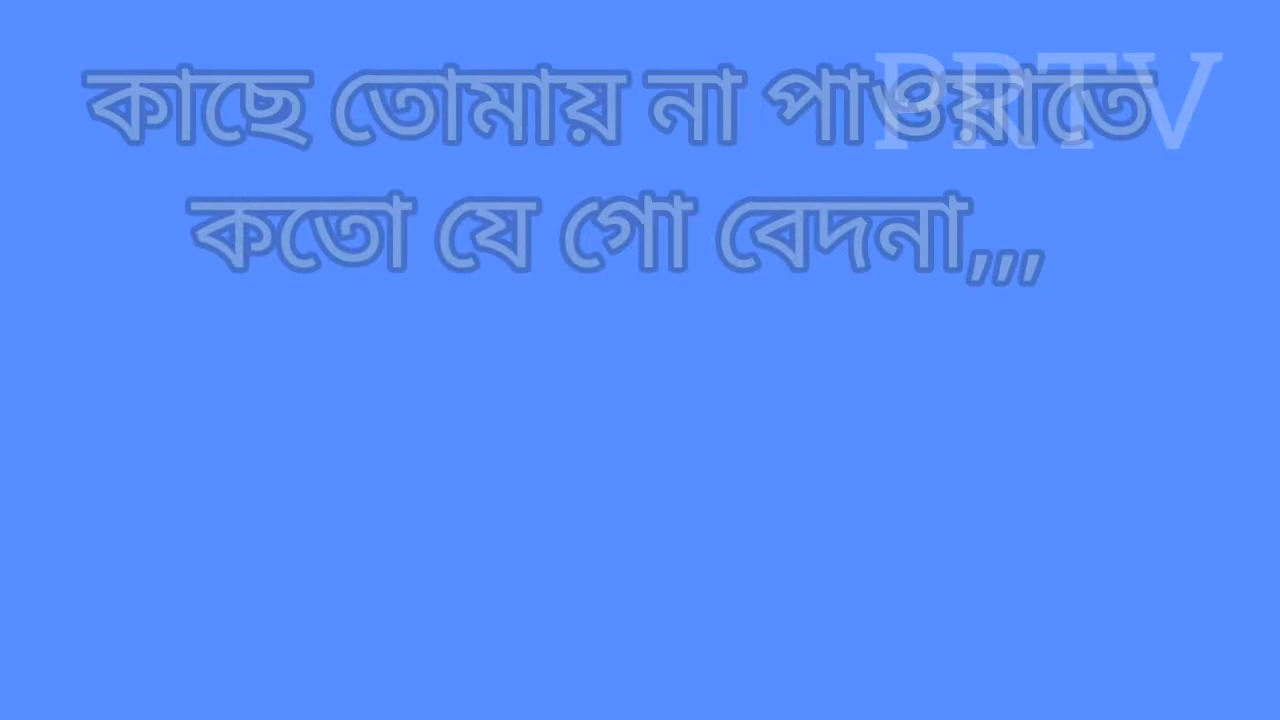 কাছে তোমায় না পাওয়াতে
PRTV
কতো যে গো বেদনা,,,